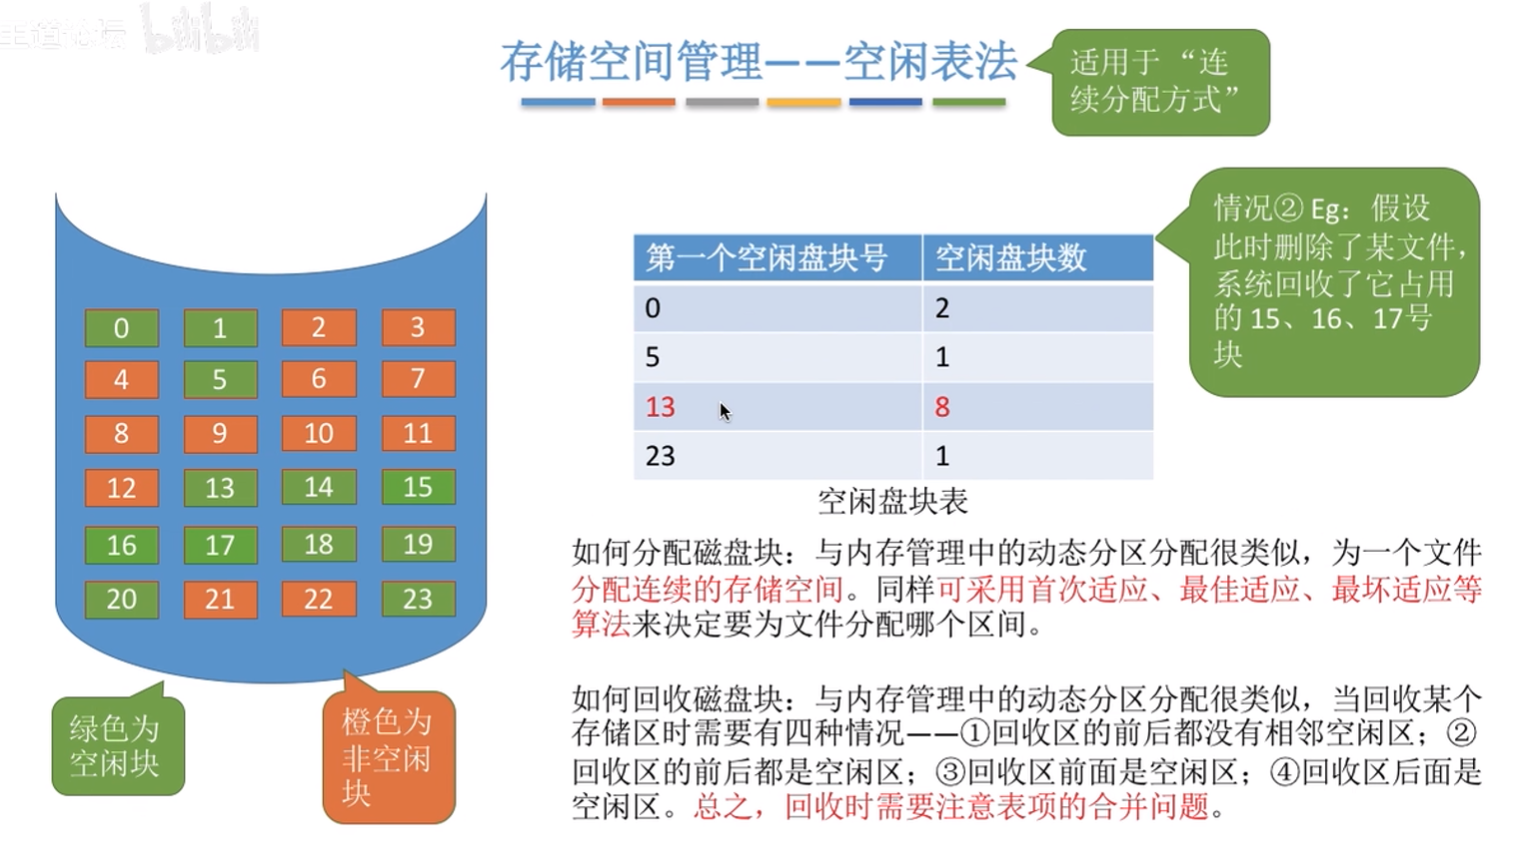 王道论坛 bilibili
存储空间管理——空闲表法
适用于“连
续分配方式”
0 1 2 3
4 5 6 7
8 9 10 11
12 13 14 15
16 17 18 19
20 21 22 23
绿色为
空闲块
橙色为
非空闲
块
第一个空闲盘块号 空闲盘块数
0 2
5 1
13 8
23 1
空闲盘块表
情况② Eg：假设
此时删除了某文件，
系统回收了它占用
的 15、16、17号
块
如何分配磁盘块：与内存管理中的动态分区分配很类似，为一个文件
分配连续的存储空间。同样可采用首次适应、最佳适应、最坏适应等
算法来决定要为文件分配哪个区间。
如何回收磁盘块：与内存管理中的动态分区分配很类似，当回收某个
存储区时需要有四种情况——①回收区的前后都没有相邻空闲区；②
回收区的前后都是空闲区；③回收区前面是空闲区；④回收区后面是
空闲区。总之，回收时需要注意表项的合并问题。